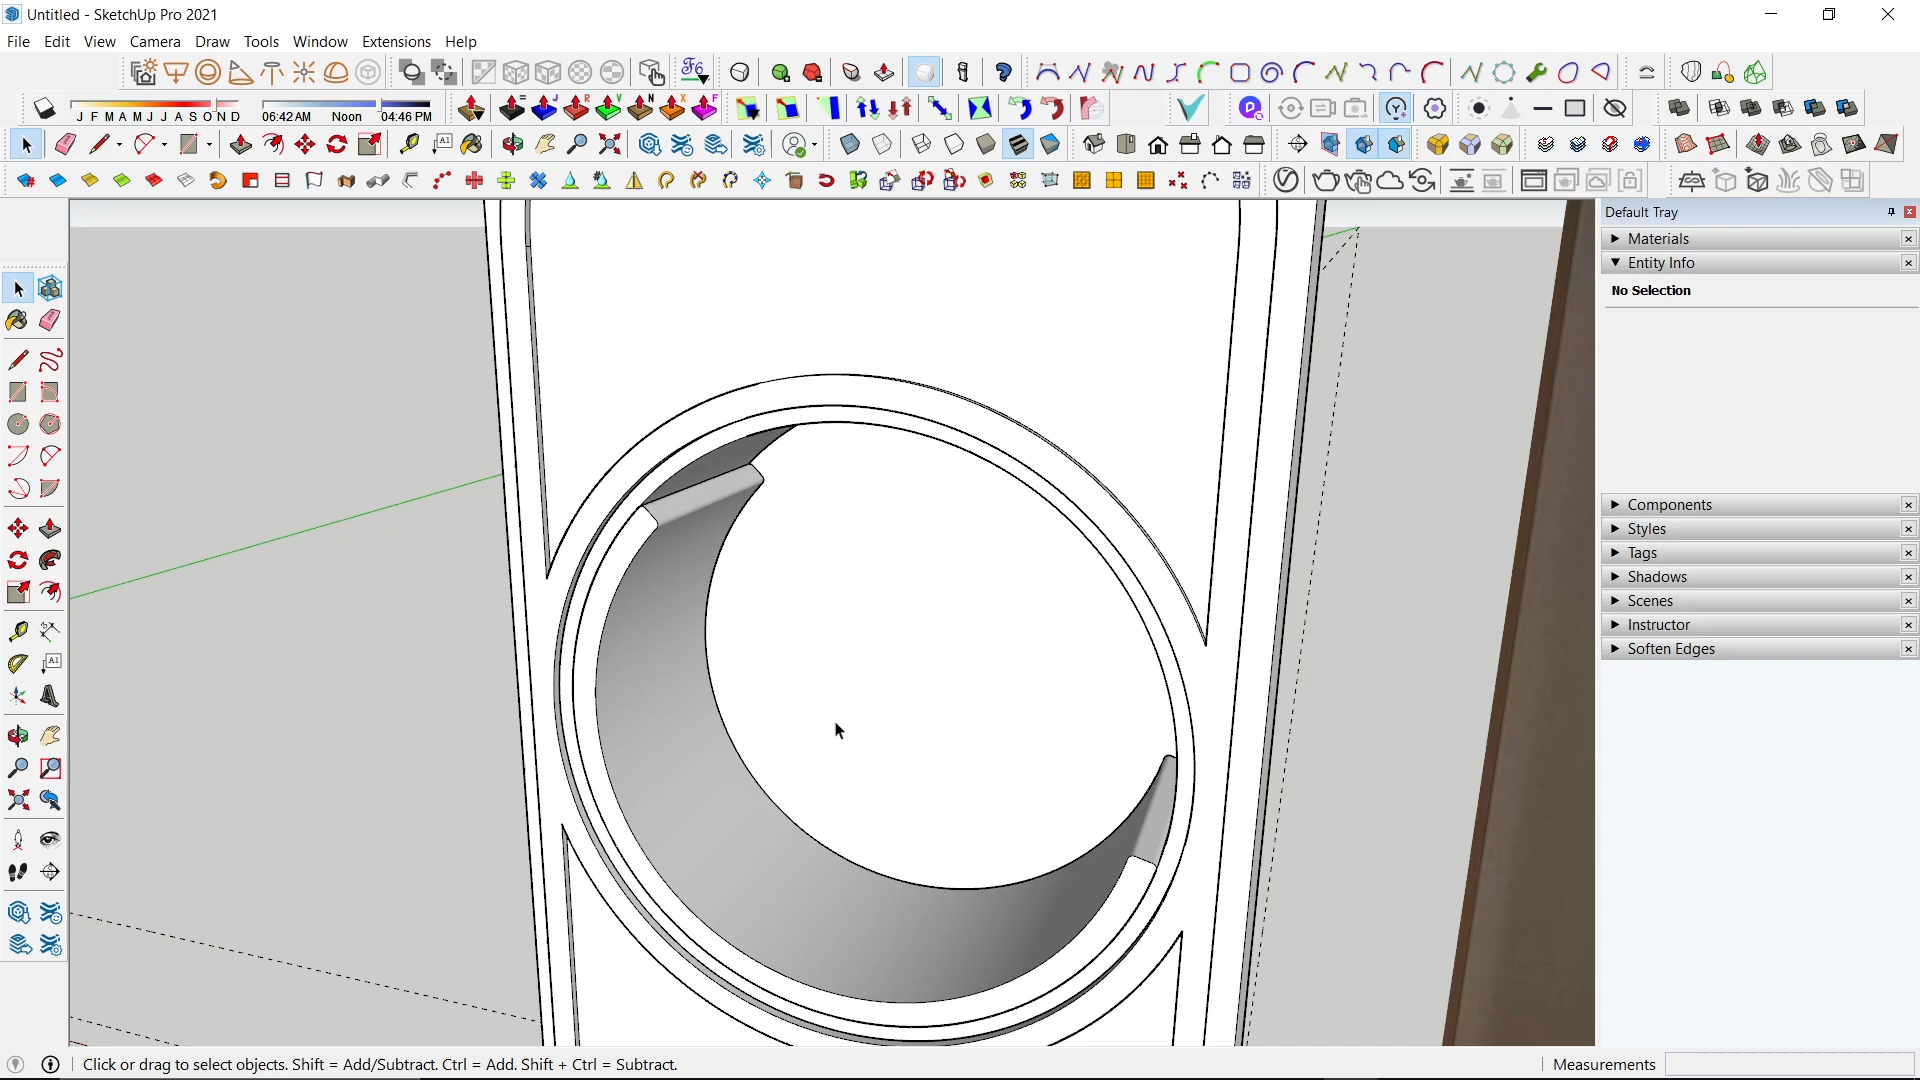 Untitled - SketchUp Pro 2021
File Edit View Camera Draw Tools Window Extensions Help
J F M A M J J A S O N D
06:42 AM Noon 04:46 PM
Default Tray
Materials
Entity Info
No Selection
Components
Styles
Tags
Shadows
Scenes
Instructor
Soften Edges
Click or drag to select objects. Shift = Add/Subtract. Ctrl = Add. Shift + Ctrl = Subtract.
Measurements